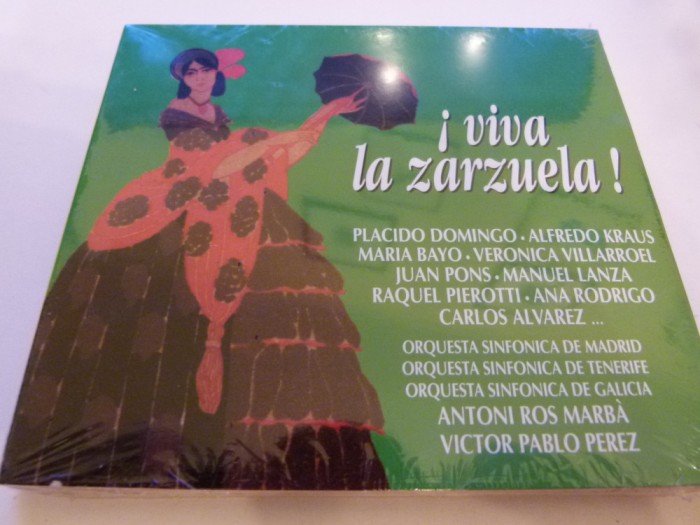 ¡ viva
la zarzuela !
PLACIDO DOMINGO • ALFREDO KRAUS
MARIA BAYO • VERONICA VILLARROEL
JUAN PONS • MANUEL LANZA
RAQUEL PIEROTTI • ANA RODRIGO
CARLOS ALVAREZ ...
ORQUESTA SINFONICA DE MADRID
ORQUESTA SINFONICA DE TENERIFE
ORQUESTA SINFONICA DE GALICIA
ANTONI ROS MARBÀ
VICTOR PABLO PEREZ